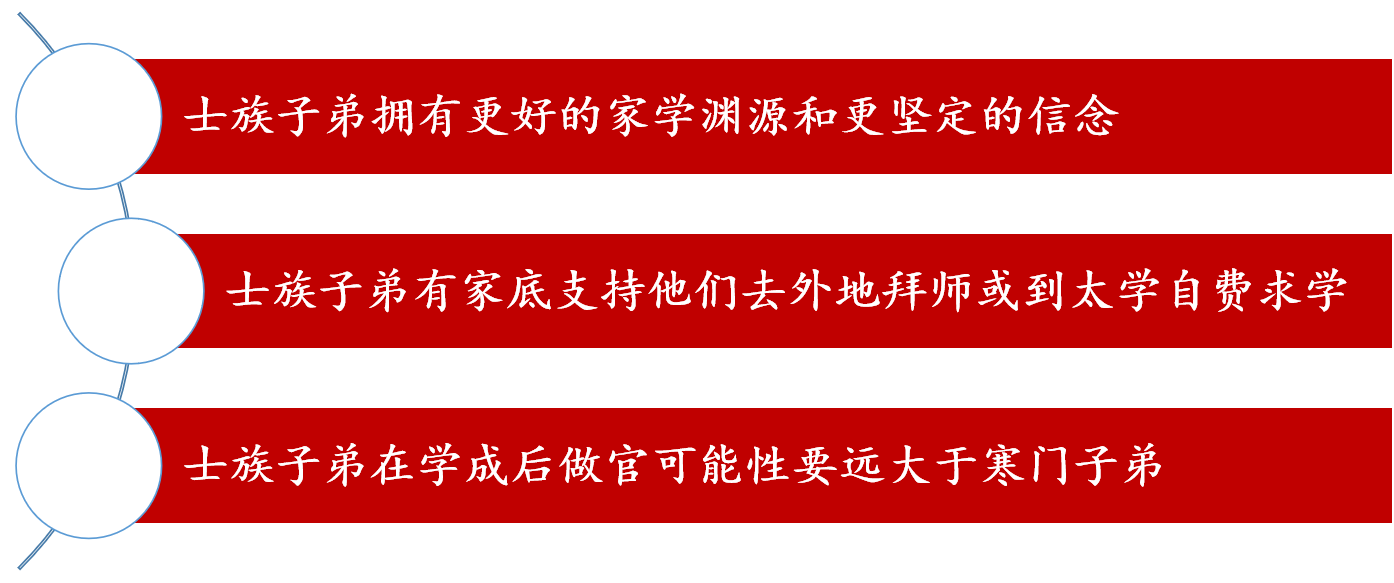 士族子弟拥有更好的家学渊源和更坚定的信念
士族子弟有家底支持他们去外地拜师或到太学自费求学
士族子弟在学成后做官可能性要远大于寒门子弟